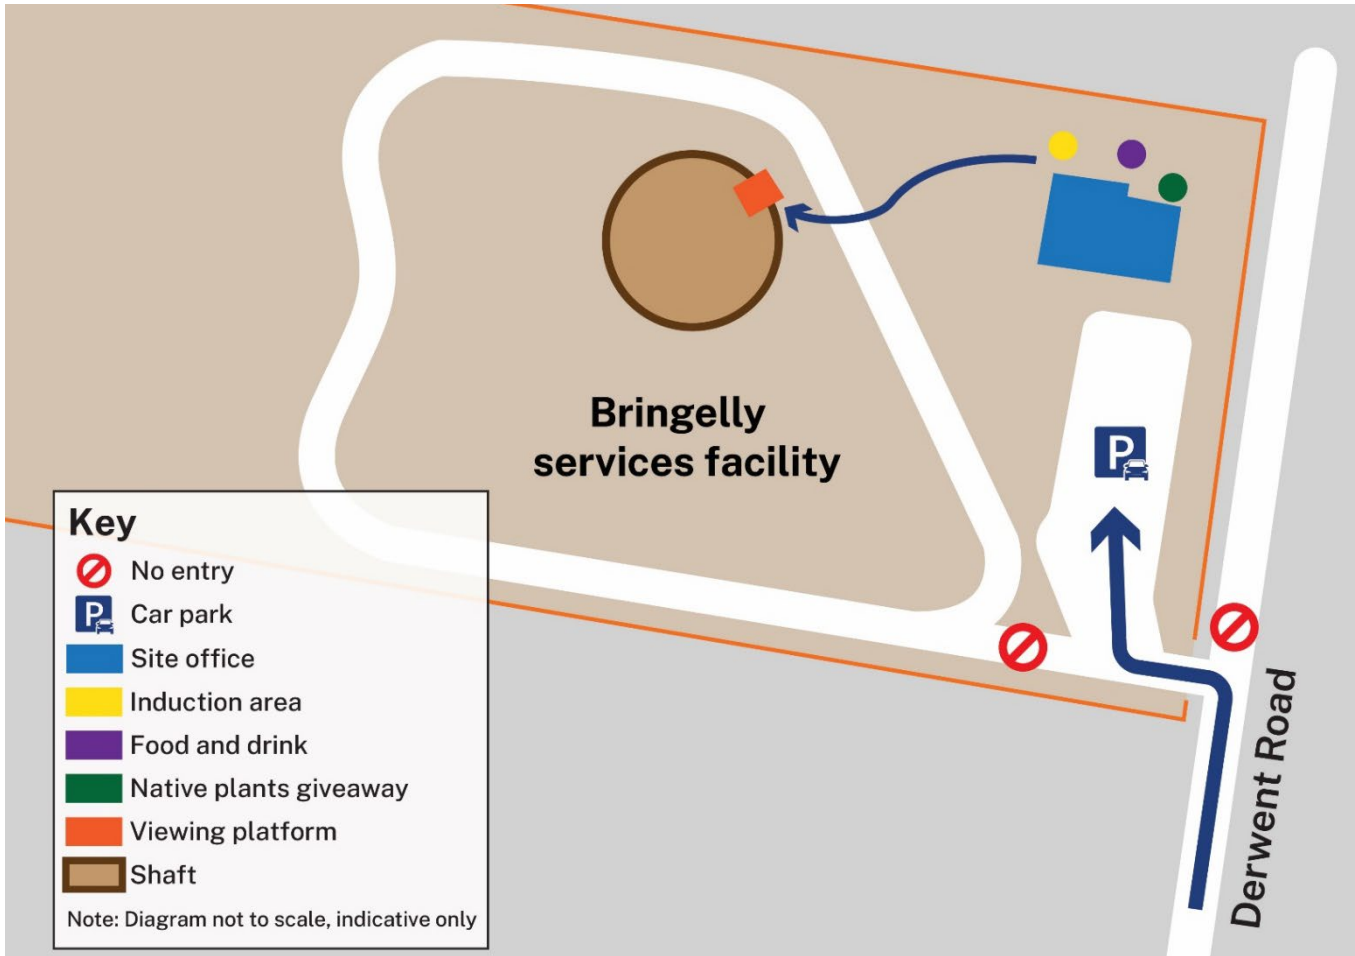 Bringelly
services facility
P
Derwent Road
Key
No entry
P
Car park
Site office
Induction area
Food and drink
Native plants giveaway
Viewing platform
Shaft
Note: Diagram not to scale, indicative only